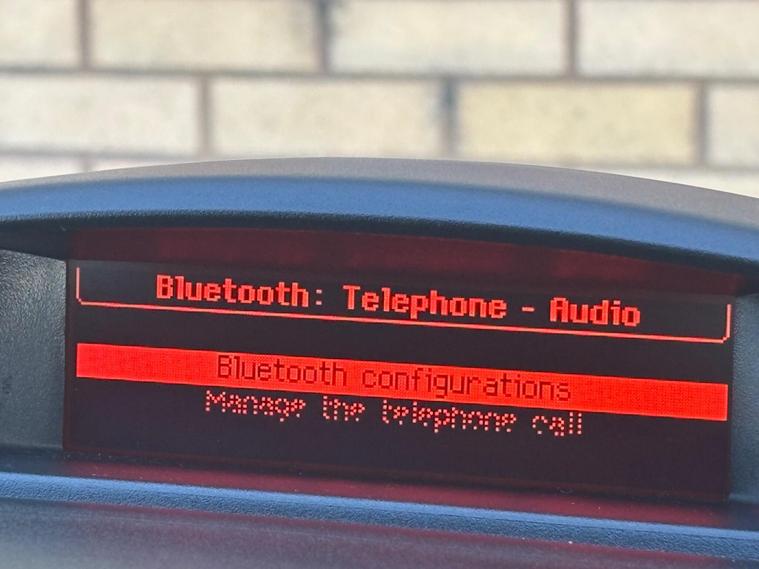 Bluetooth: Telephone - Audio
Bluetooth configurations
Manage the telephone call